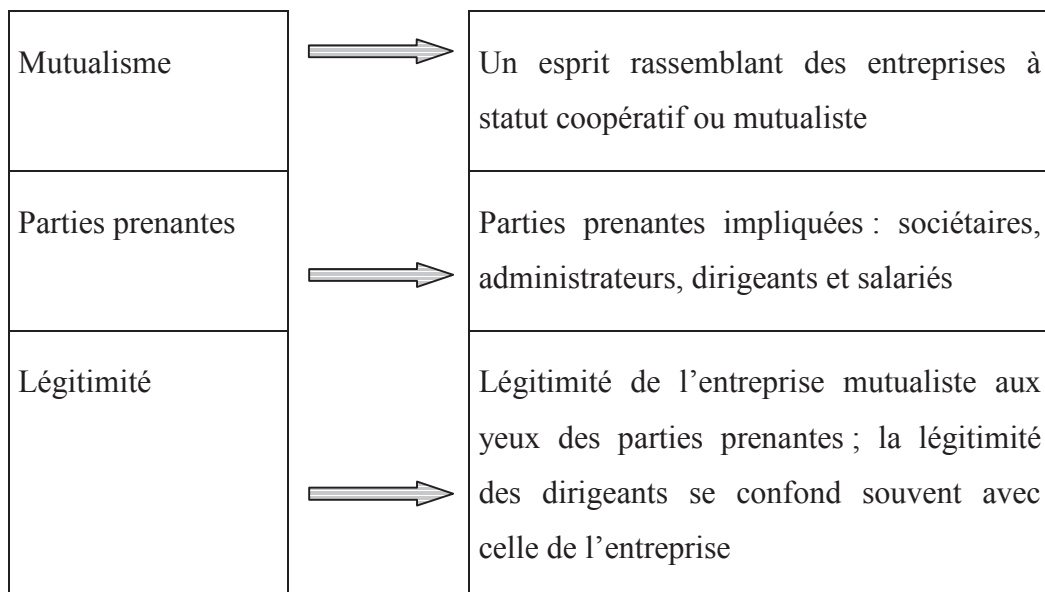 Mutualisme
Un esprit rassemblant des entreprises à
statut coopératif ou mutualiste
Parties prenantes
Parties prenantes impliquées : sociétaires,
administrateurs, dirigeants et salariés
Légitimité
Légitimité de l’entreprise mutualiste aux
yeux des parties prenantes ; la légitimité
des dirigeants se confond souvent avec
celle de l’entreprise